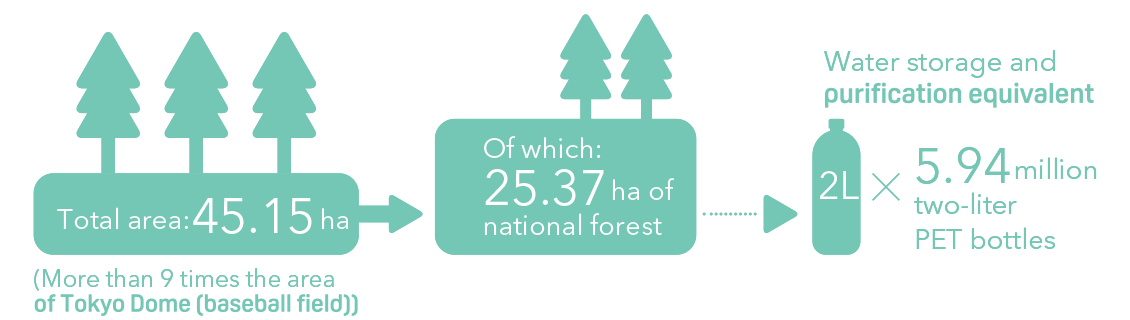 Total area: 45.15 ha
(More than 9 times the area
of Tokyo Dome (baseball field))
Of which:
25.37 ha of
national forest
Water storage and
purification equivalent
2L × 5.94 million
two-liter
PET bottles